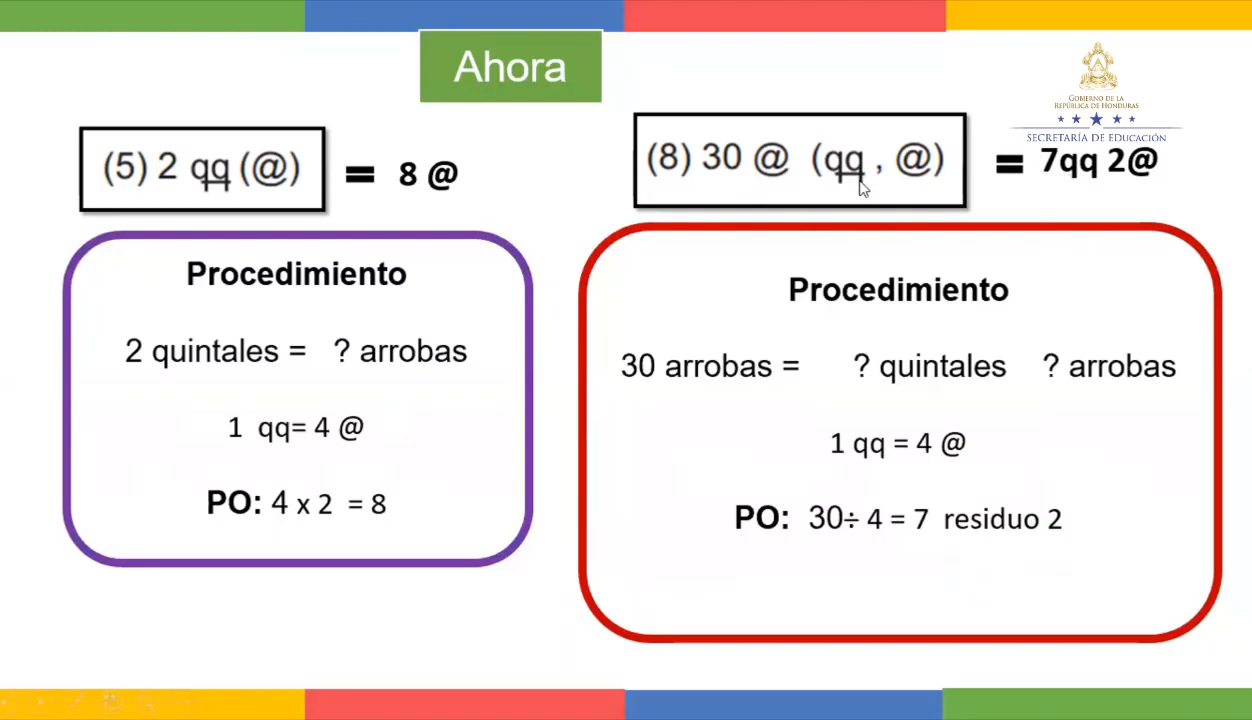 Ahora
GOBIERNO DE LA
REPÚBLICA DE HONDURAS
SECRETARÍA DE EDUCACIÓN
(5) 2 qq (@) = 8 @
(8) 30 @ (qq , @) = 7qq 2@
Procedimiento
2 quintales = ? arrobas
1 qq= 4 @
PO: 4 x 2 = 8
Procedimiento
30 arrobas = ? quintales ? arrobas
1 qq = 4 @
PO: 30÷ 4 = 7 residuo 2